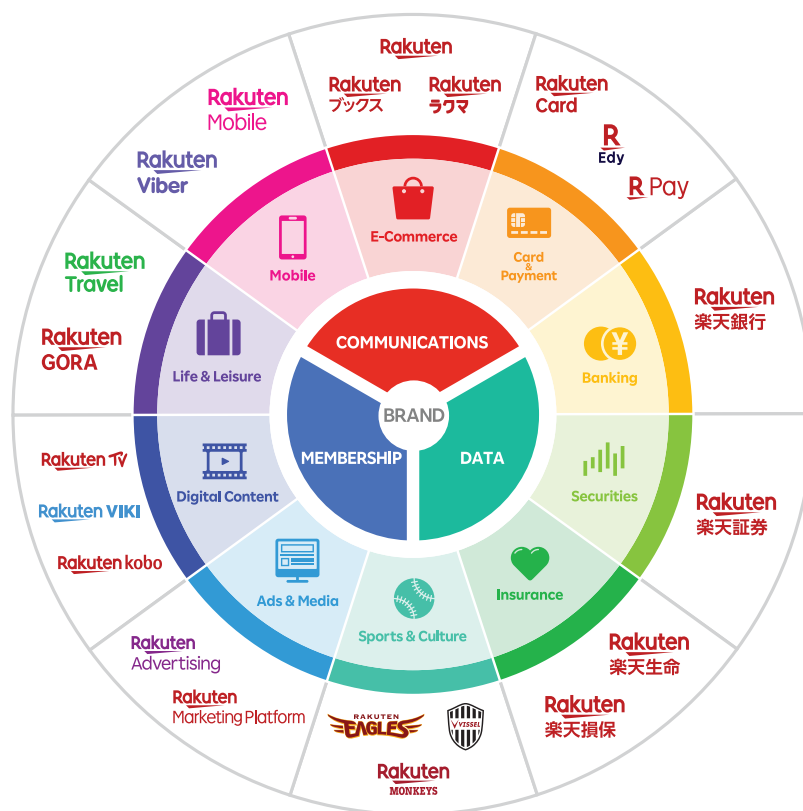 Rakuten
Rakuten
ブックス
Rakuten
ラクマ
Rakuten
Card
R
Edy
R Pay
Rakuten
楽天銀行
Rakuten
楽天証券
Rakuten
楽天生命
Rakuten
楽天損保
RAKUTEN
EAGLES
VISSEL
Rakuten
MONKEYS
Rakuten
Marketing Platform
Rakuten
Advertising
Rakuten kobo
Rakuten VIKI
Rakuten TV
Rakuten
GORA
Rakuten
Travel
Rakuten
Viber
Rakuten
Mobile
E-Commerce
Card
&
Payment
¥
Banking
Securities
Insurance
Sports & Culture
Ads & Media
Digital Content
Life & Leisure
Mobile
COMMUNICATIONS
BRAND
MEMBERSHIP
DATA